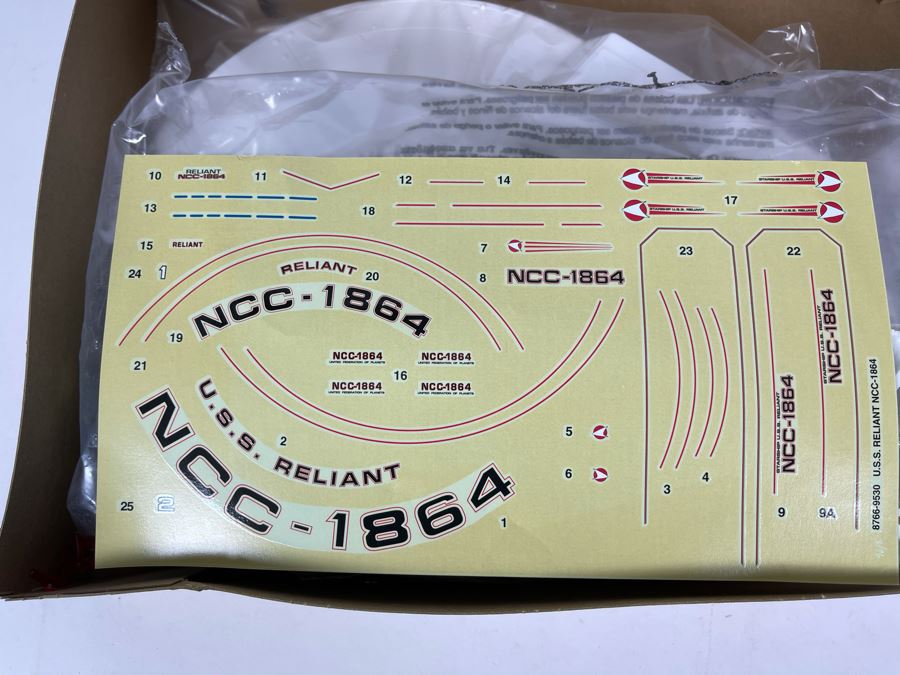 10 RELIANT
NCC-1864
11
12
14
STARSHIP U.S.S. RELIANT
STARSHIP U.S.S. RELIANT
13
18
17
STARSHIP U.S.S. RELIANT
STARSHIP U.S.S. RELIANT
15 RELIANT
7
23
22
24 1
RELIANT
20
8 NCC-1864
NCC-1864
19
21
NCC-1864
UNITED FEDERATION OF PLANETS
NCC-1864
UNITED FEDERATION OF PLANETS
16
NCC-1864
UNITED FEDERATION OF PLANETS
NCC-1864
UNITED FEDERATION OF PLANETS
U.S.S. RELIANT
2
NCC-1864
1
25 2
5
6
3
4
STARSHIP U.S.S. RELIANT
NCC-1864
9
STARSHIP U.S.S. RELIANT
NCC-1864
9A
8766-9530 U.S.S. RELIANT NCC-1864